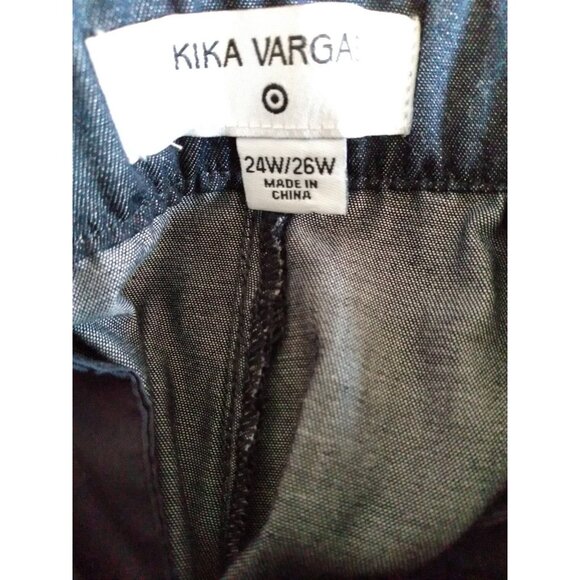 KIKA VARGA
24W/26W
MADE IN
CHINA